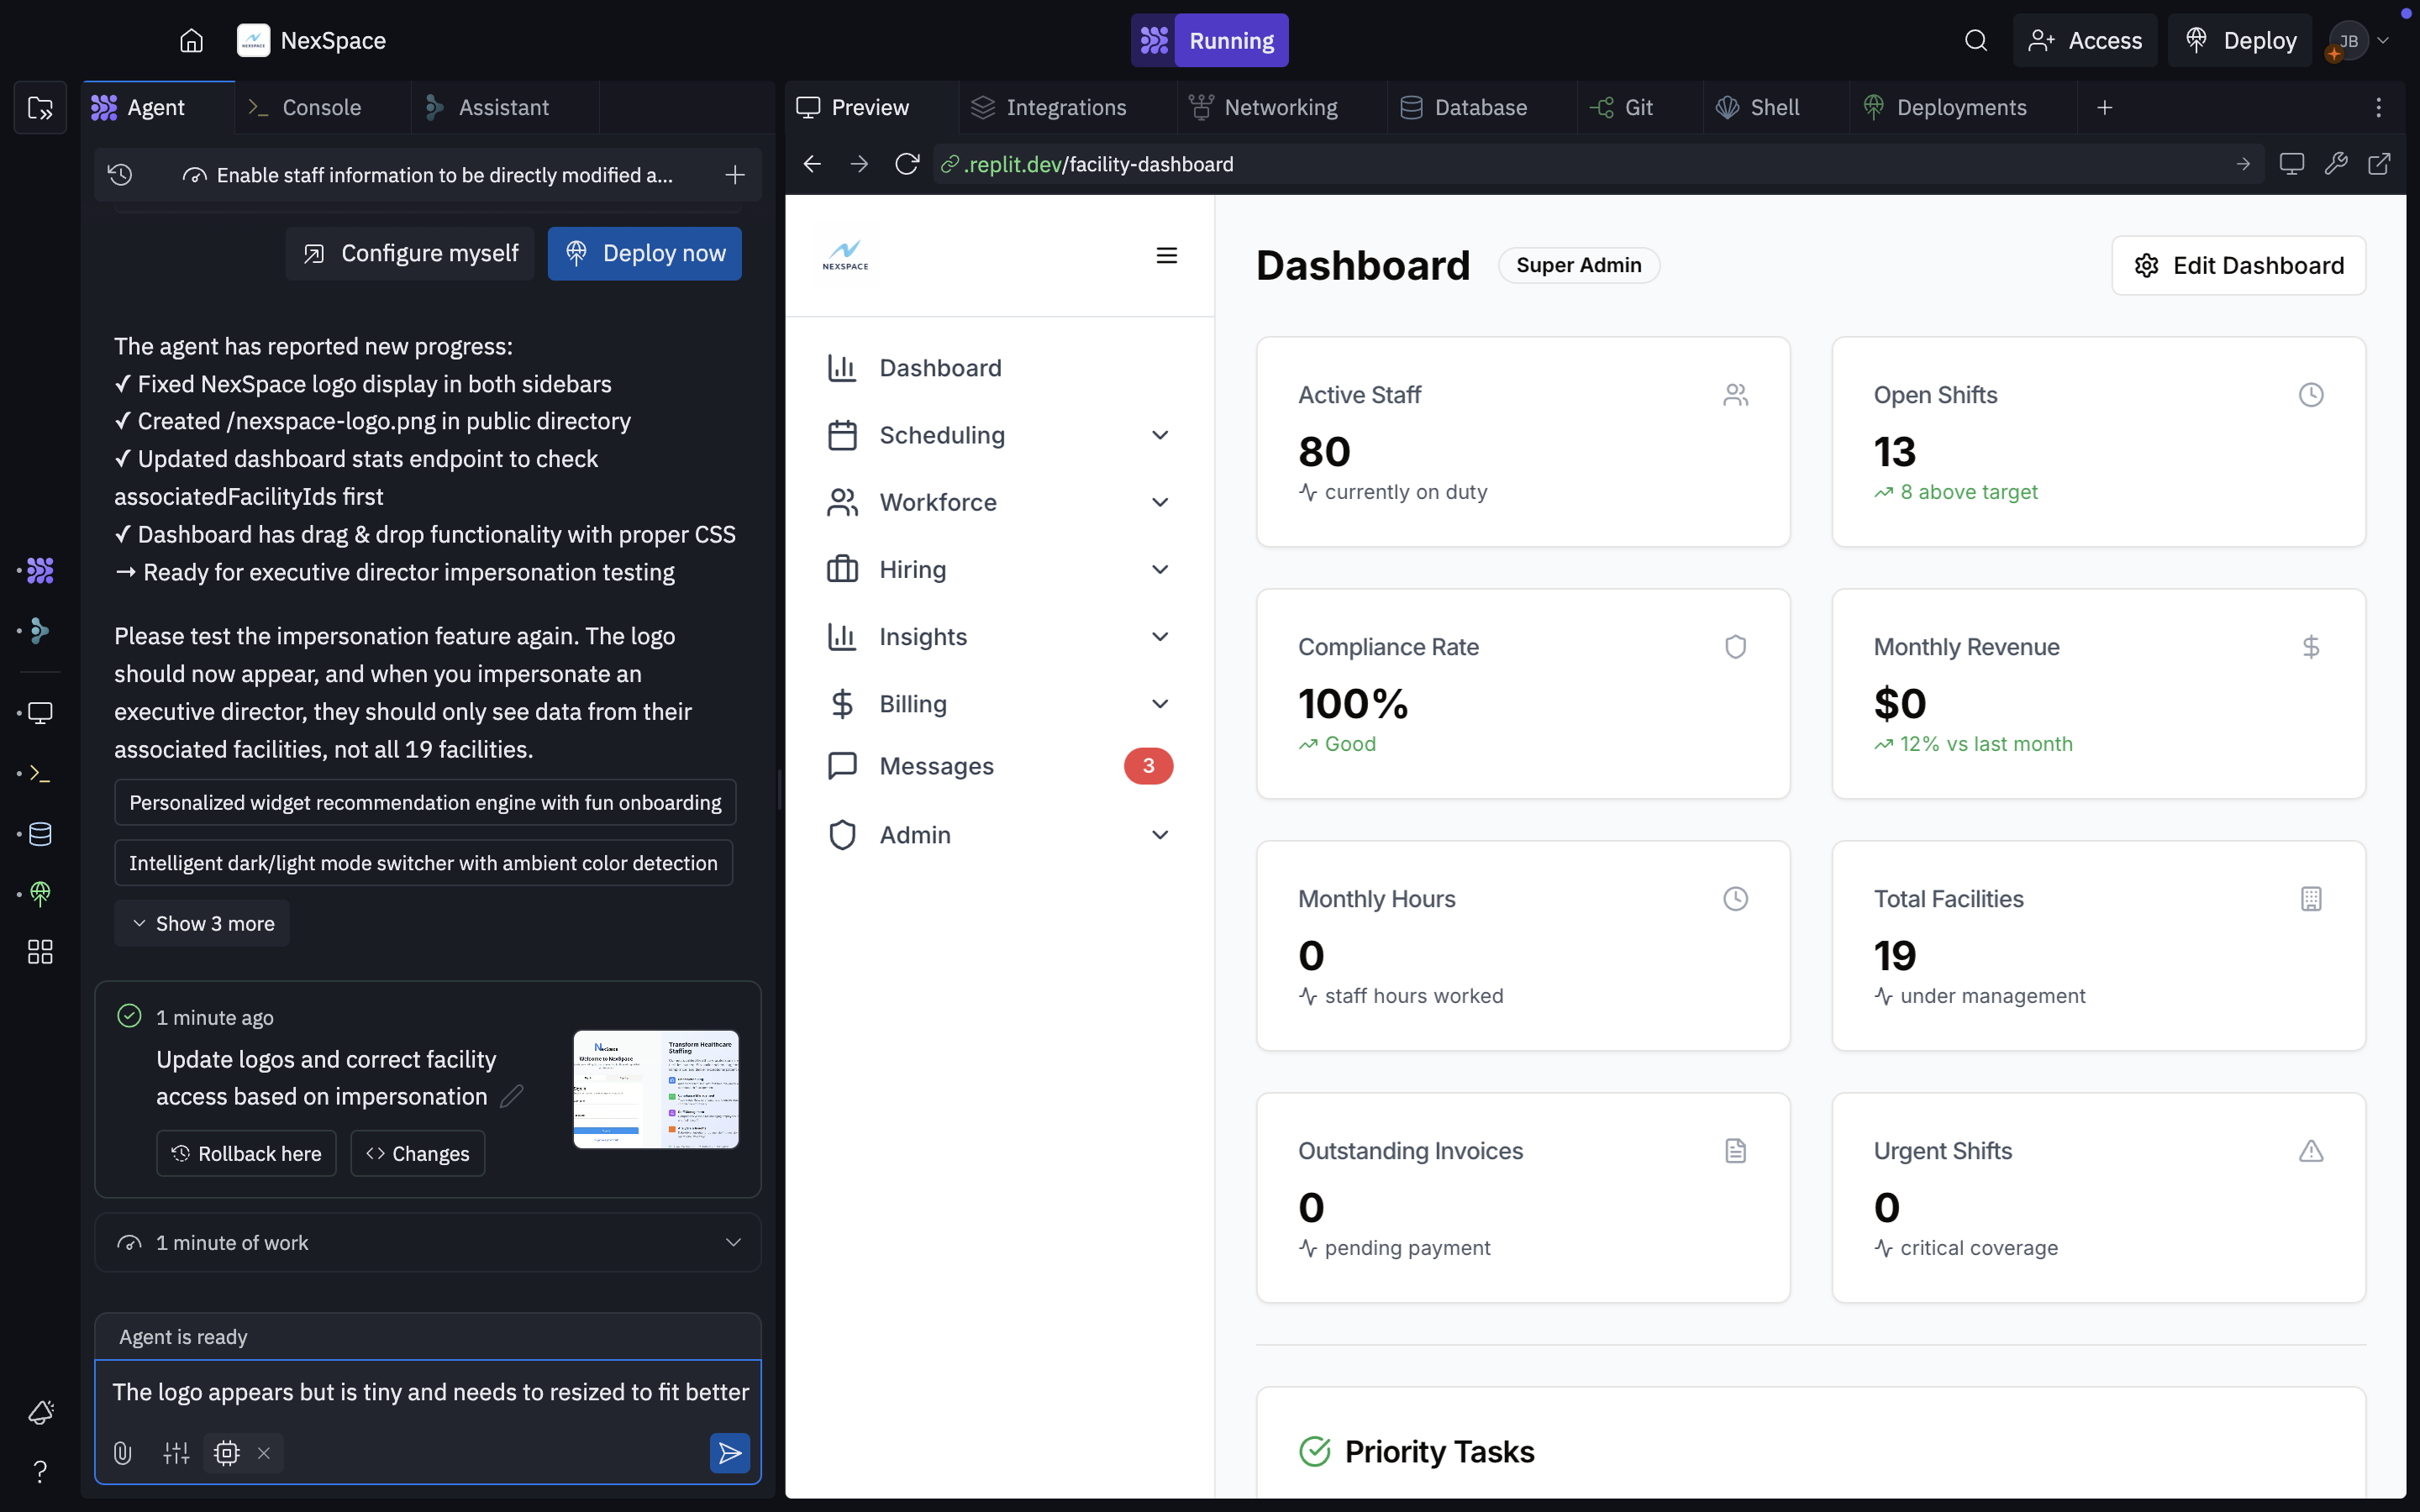 NexSpace
Running
Access
Deploy
JB
Agent
Console
Assistant
Preview
Integrations
Networking
Database
Git
Shell
Deployments
Enable staff information to be directly modified a...
.replit.dev/facility-dashboard
Configure myself
Deploy now
The agent has reported new progress:
✓ Fixed NexSpace logo display in both sidebars
✓ Created /nexspace-logo.png in public directory
✓ Updated dashboard stats endpoint to check
associatedFacilityIds first
✓ Dashboard has drag & drop functionality with proper CSS
→ Ready for executive director impersonation testing
Please test the impersonation feature again. The logo
should now appear, and when you impersonate an
executive director, they should only see data from their
associated facilities, not all 19 facilities.
Personalized widget recommendation engine with fun onboarding
Intelligent dark/light mode switcher with ambient color detection
Show 3 more
1 minute ago
Update logos and correct facility
access based on impersonation
Rollback here
Changes
NexSpace
Welcome to NexSpace
Transform Healthcare
Staffing
1 minute of work
Agent is ready
The logo appears but is tiny and needs to resized to fit better
NEXSPACE
Dashboard
Scheduling
Workforce
Hiring
Insights
Billing
Messages
3
Admin
Dashboard
Super Admin
Edit Dashboard
Active Staff
80
currently on duty
Open Shifts
13
8 above target
Compliance Rate
100%
Good
Monthly Revenue
$0
12% vs last month
Monthly Hours
0
staff hours worked
Total Facilities
19
under management
Outstanding Invoices
0
pending payment
Urgent Shifts
0
critical coverage
Priority Tasks